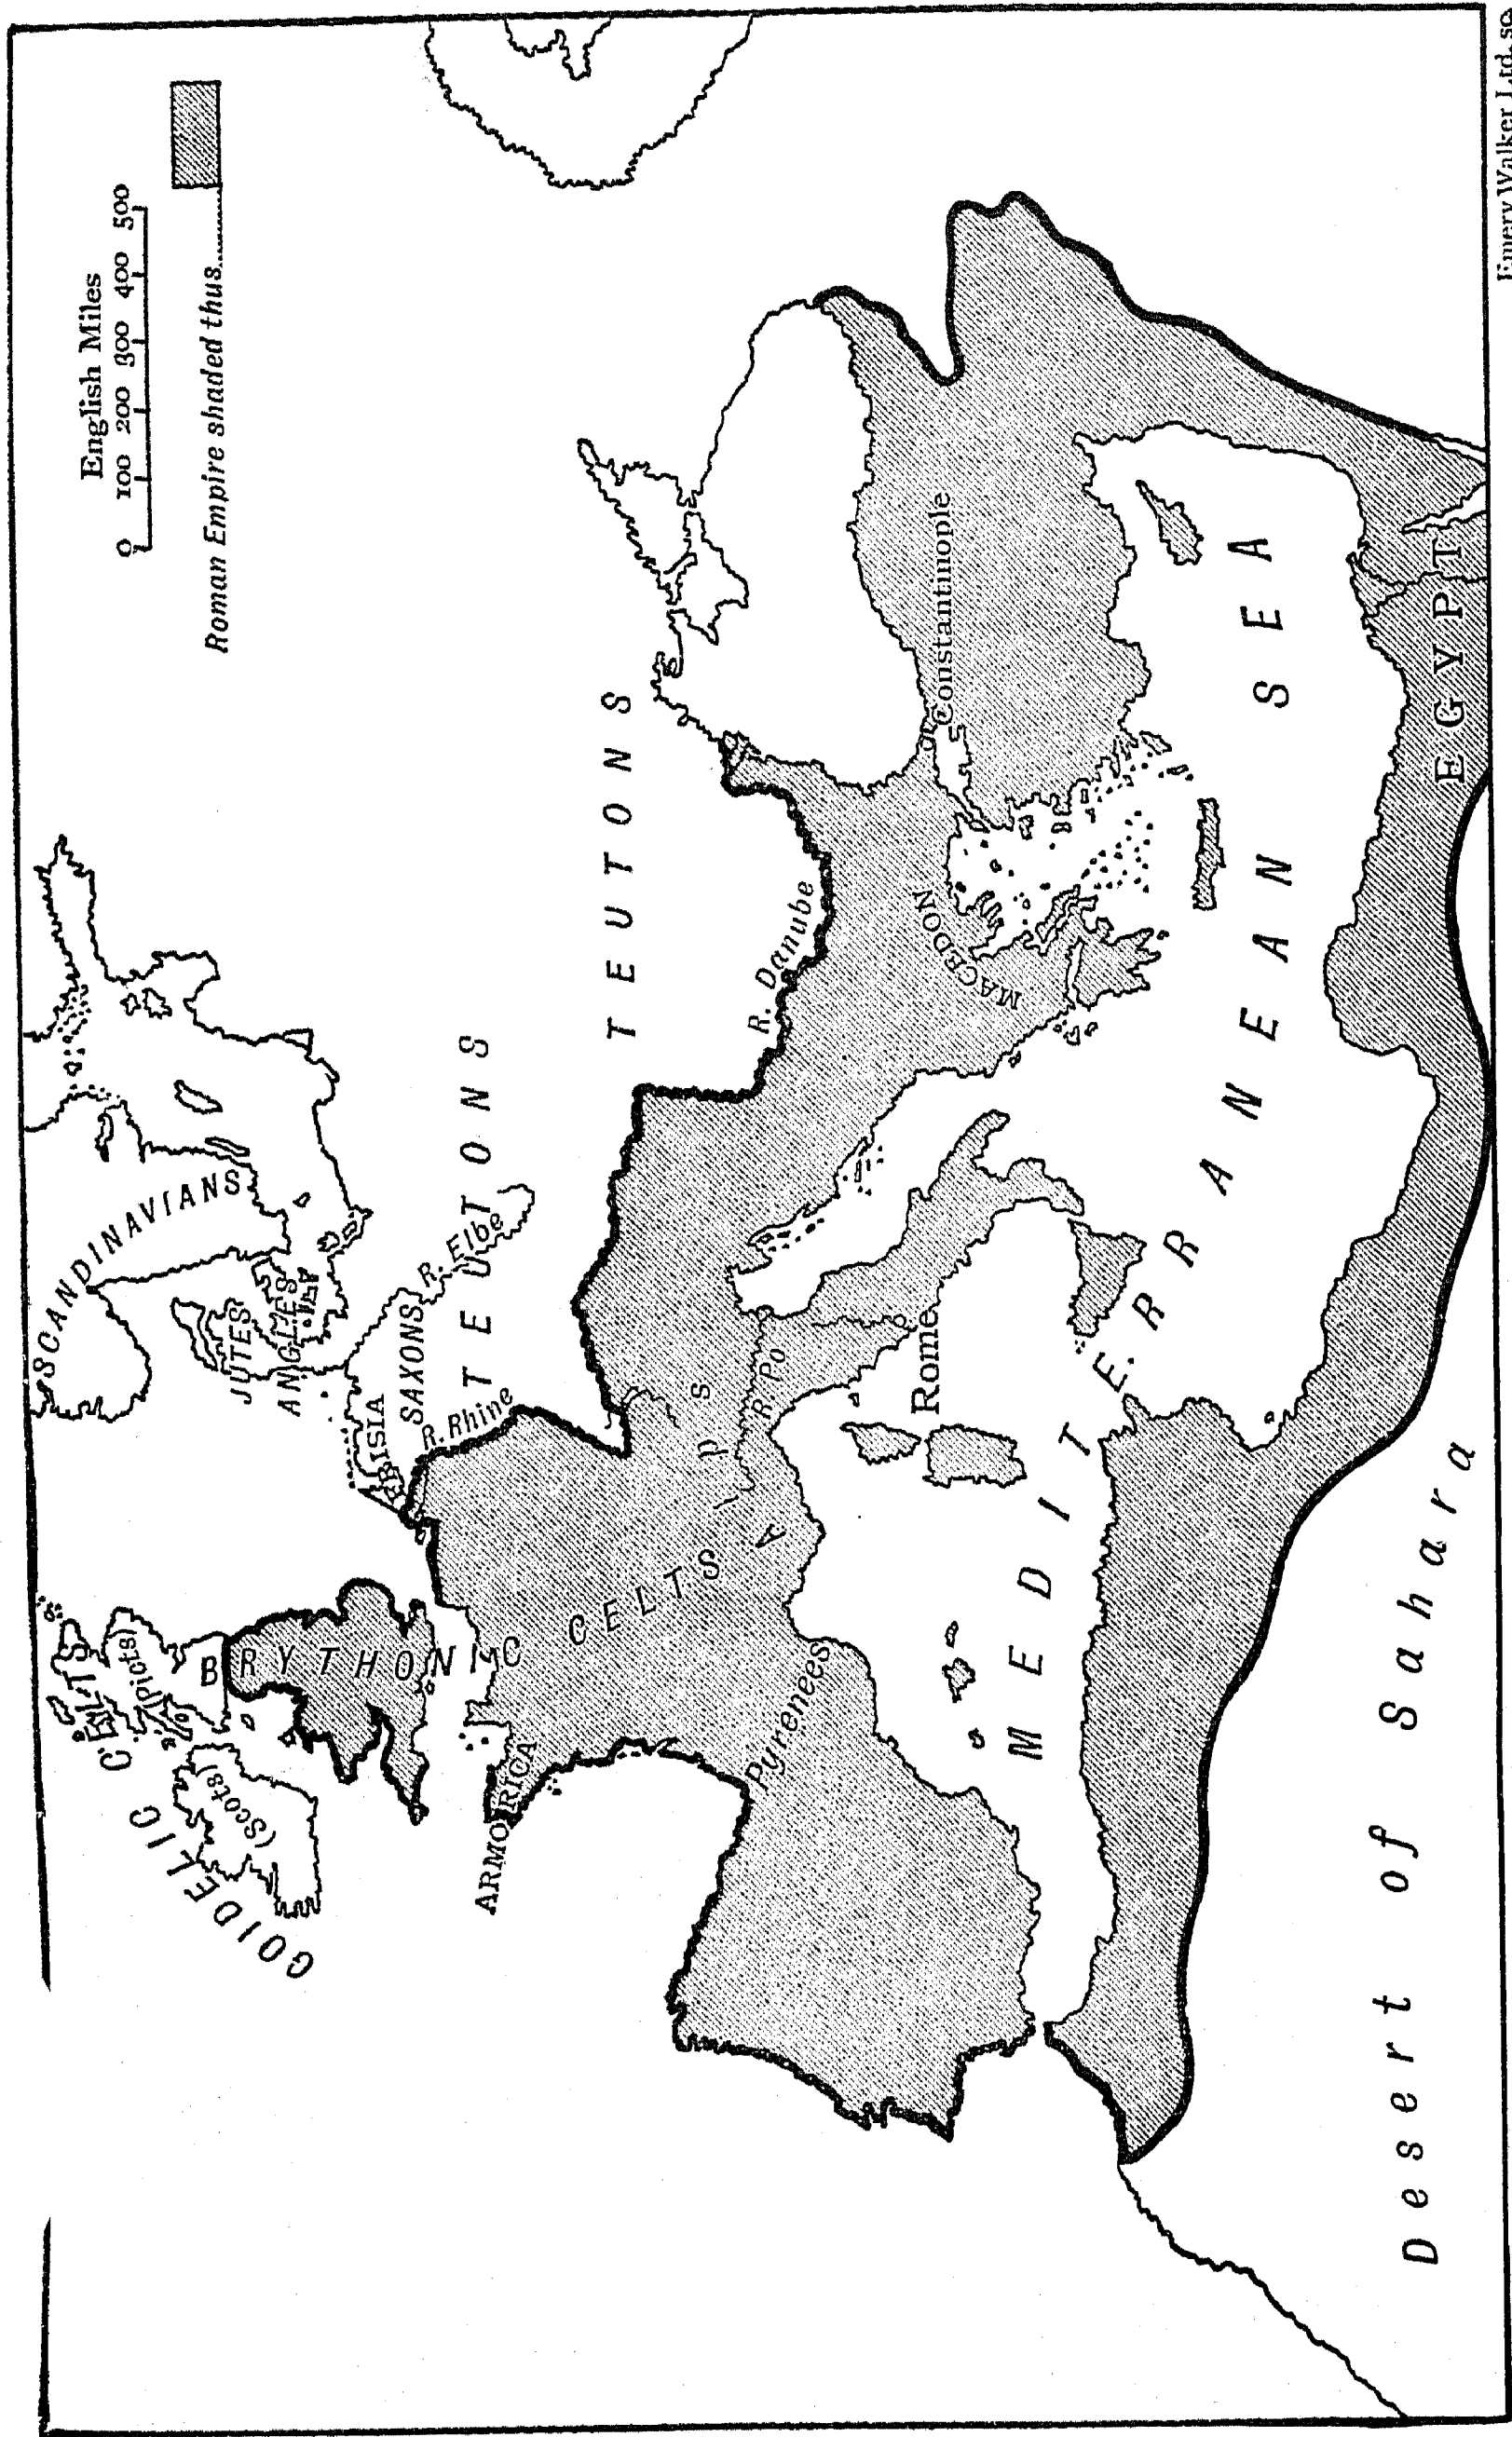 English Miles
0 100 200 300 400 500
Roman Empire shaded thus
SCANDINAVIANS
GOIDELIC CELTS
(Picts)
(Scots)
BRYTHONIC CELTS
JUTES
ANGLES
FRISIA
SAXONS
R. Elbe
TEUTONS
R. Rhine
TEUTONS
ARMORICA
Alps
R. Po
R. Danube
Pyrenees
Rome
MACEDON
Constantinople
MEDITERRANEAN SEA
EGYPT
Desert of Sahara
Emery Walker Ltd. sc.